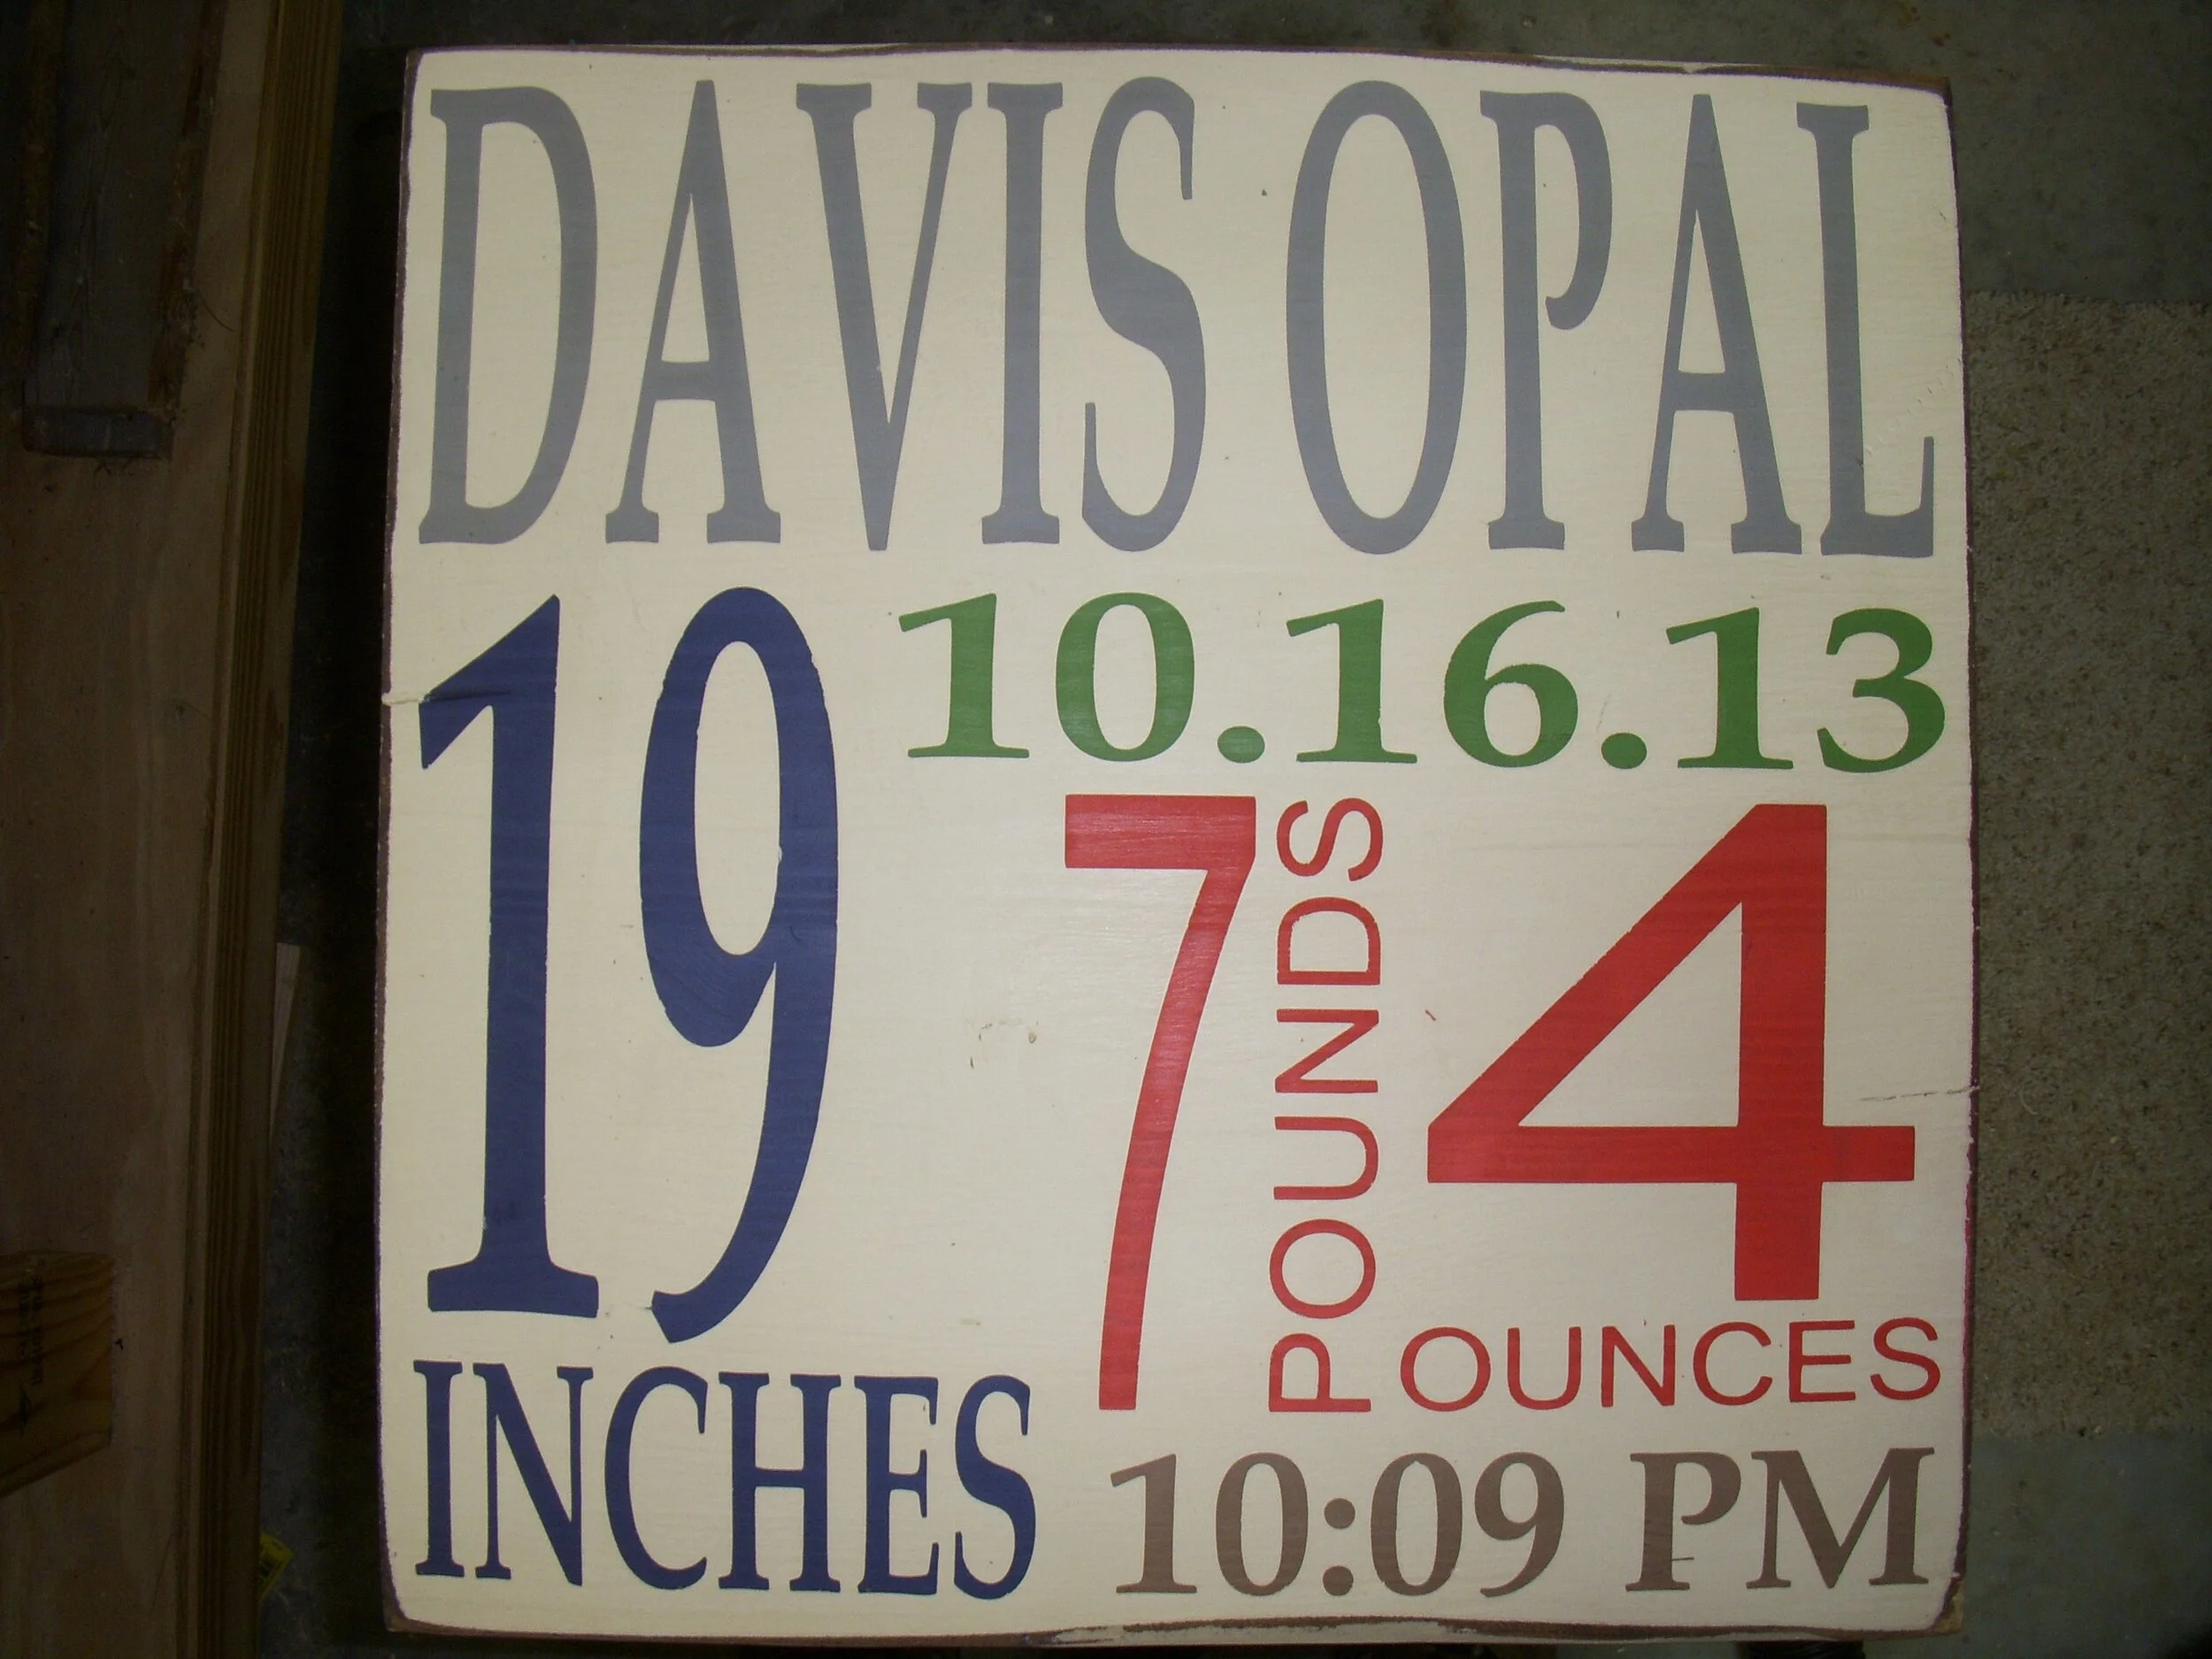 DAVIS OPAL
10.16.13
19
INCHES
7
POUNDS
4
OUNCES
10:09 PM